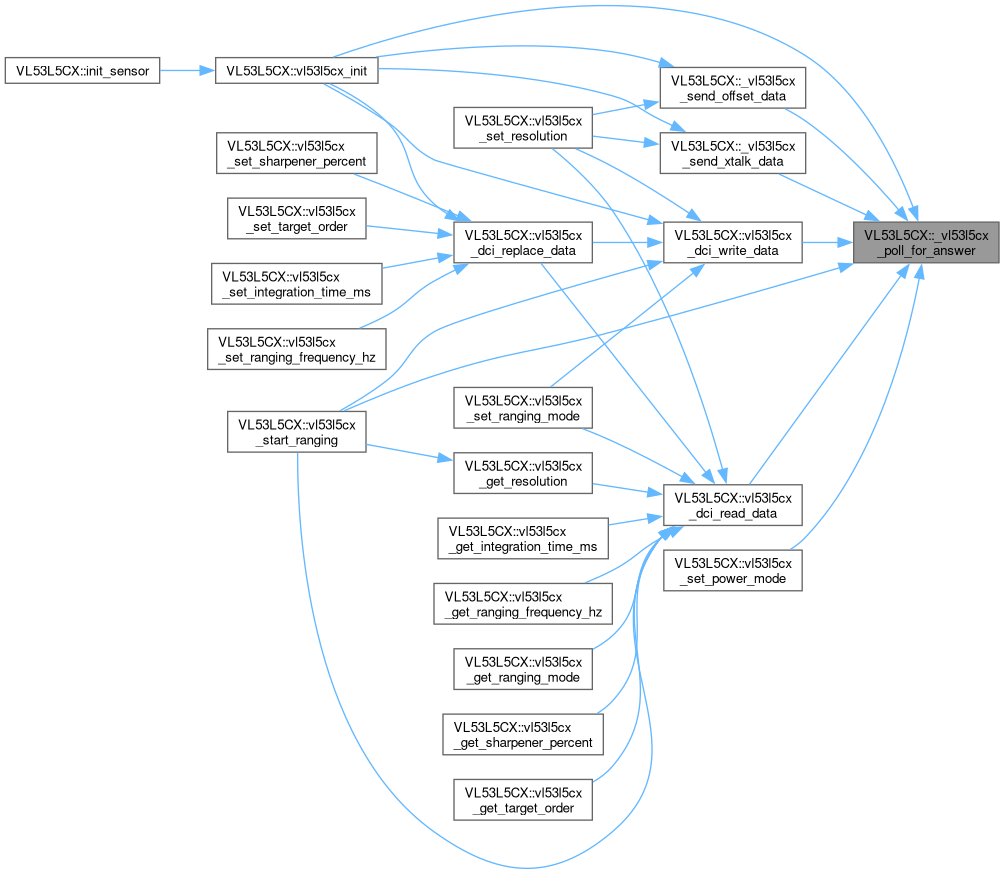 VL53L5CX::init_sensor
VL53L5CX::vl53l5cx_init
VL53L5CX::_vl53l5cx
_send_offset_data
VL53L5CX::vl53l5cx
_set_resolution
VL53L5CX::vl53l5cx
_set_sharpener_percent
VL53L5CX::_vl53l5cx
_send_xtalk_data
VL53L5CX::vl53l5cx
_set_target_order
VL53L5CX::vl53l5cx
_dci_replace_data
VL53L5CX::vl53l5cx
_dci_write_data
VL53L5CX::_vl53l5cx
_poll_for_answer
VL53L5CX::vl53l5cx
_set_integration_time_ms
VL53L5CX::vl53l5cx
_set_ranging_frequency_hz
VL53L5CX::vl53l5cx
_set_ranging_mode
VL53L5CX::vl53l5cx
_start_ranging
VL53L5CX::vl53l5cx
_get_resolution
VL53L5CX::vl53l5cx
_dci_read_data
VL53L5CX::vl53l5cx
_get_integration_time_ms
VL53L5CX::vl53l5cx
_set_power_mode
VL53L5CX::vl53l5cx
_get_ranging_frequency_hz
VL53L5CX::vl53l5cx
_get_ranging_mode
VL53L5CX::vl53l5cx
_get_sharpener_percent
VL53L5CX::vl53l5cx
_get_target_order